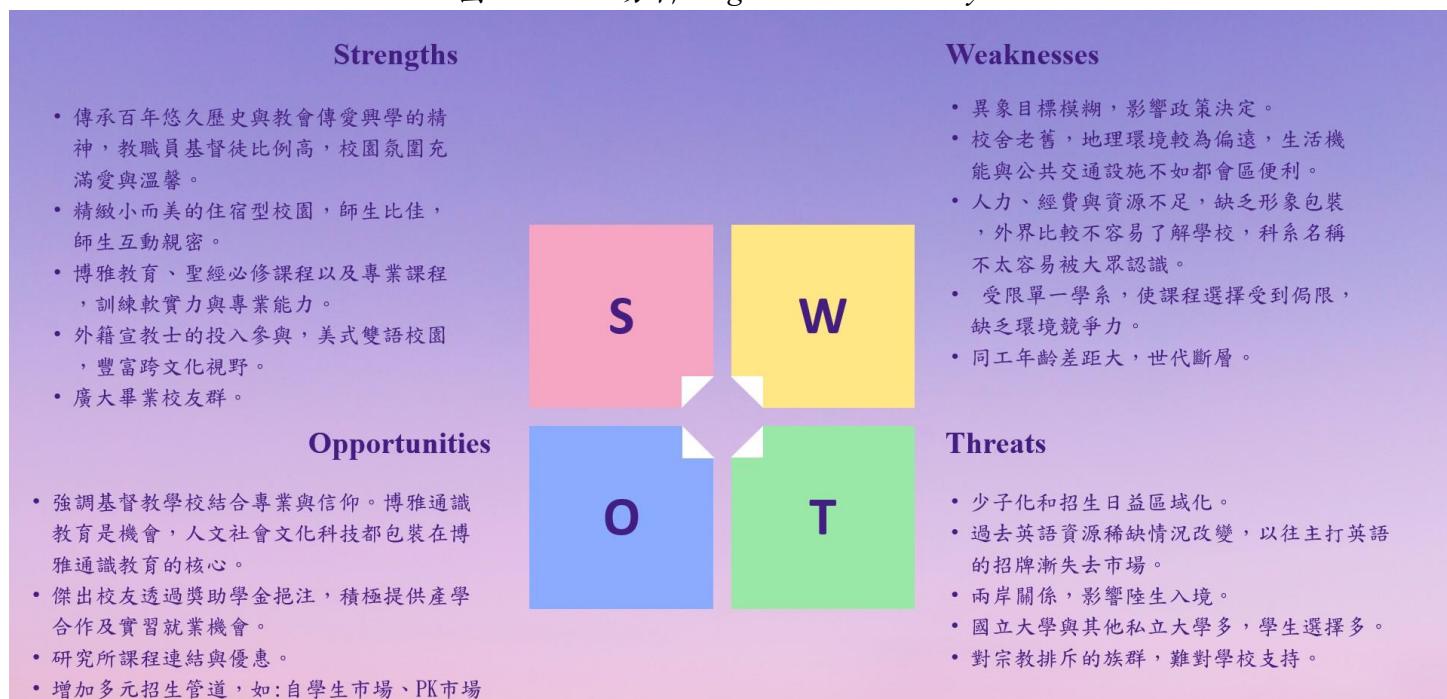 Strengths
• 傳承百年悠久歷史與教會傳愛興學的精
神，教職員基督徒比例高，校園氛圍充
滿愛與溫馨。
• 精緻小而美的住宿型校園，師生比佳，
師生互動親密。
• 博雅教育、聖經必修課程以及專業課程
，訓練軟實力與專業能力。
• 外籍宣教士的投入參與，美式雙語校園
，豐富跨文化視野。
• 廣大畢業校友群。
Weaknesses
• 異象目標模糊，影響政策決定。
• 校舍老舊，地理環境較為偏遠，生活機
能與公共交通設施不如都會區便利。
• 人力、經費與資源不足，缺乏形象包裝
，外界比較不容易了解學校，科系名稱
不太容易被大眾認識。
• 受限單一學系，使課程選擇受到侷限，
缺乏環境競爭力。
• 同工年齡差距大，世代斷層。
S
W
O
T
Opportunities
• 強調基督教學校結合專業與信仰。博雅通識
教育是機會，人文社會文化科技都包裝在博
雅通識教育的核心。
• 傑出校友透過獎助學金挹注，積極提供產學
合作及實習就業機會。
• 研究所課程連結與優惠。
• 增加多元招生管道，如:自學生市場、PK市場
Threats
• 少子化和招生日益區域化。
• 過去英語資源稀缺情況改變，以往主打英語
的招牌漸失去市場。
• 兩岸關係，影響陸生入境。
• 國立大學與其他私立大學多，學生選擇多。
• 對宗教排斥的族群，難對學校支持。